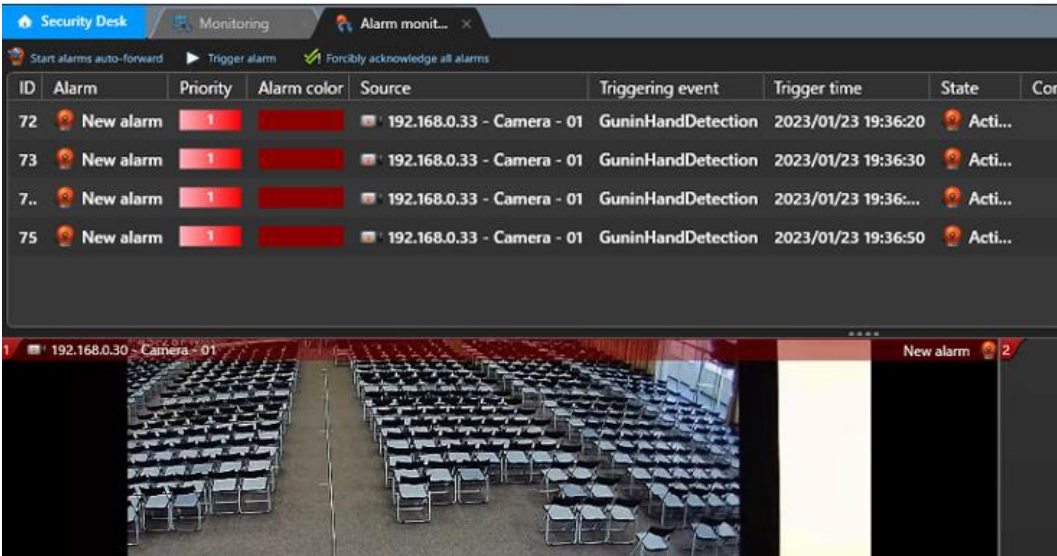 Security Desk Monitoring Alarm monit... ×
Start alarms auto-forward Trigger alarm Forcibly acknowledge all alarms
ID Alarm Priority Alarm color Source Triggering event Trigger time State Cor
72 New alarm 1 192.168.0.33 - Camera - 01 GuninHandDetection 2023/01/23 19:36:20 Acti...
73 New alarm 1 192.168.0.33 - Camera - 01 GuninHandDetection 2023/01/23 19:36:30 Acti...
7.. New alarm 1 192.168.0.33 - Camera - 01 GuninHandDetection 2023/01/23 19:36:... Acti...
75 New alarm 1 192.168.0.33 - Camera - 01 GuninHandDetection 2023/01/23 19:36:50 Acti...
1 192.168.0.30 - Camera - 01 New alarm 2